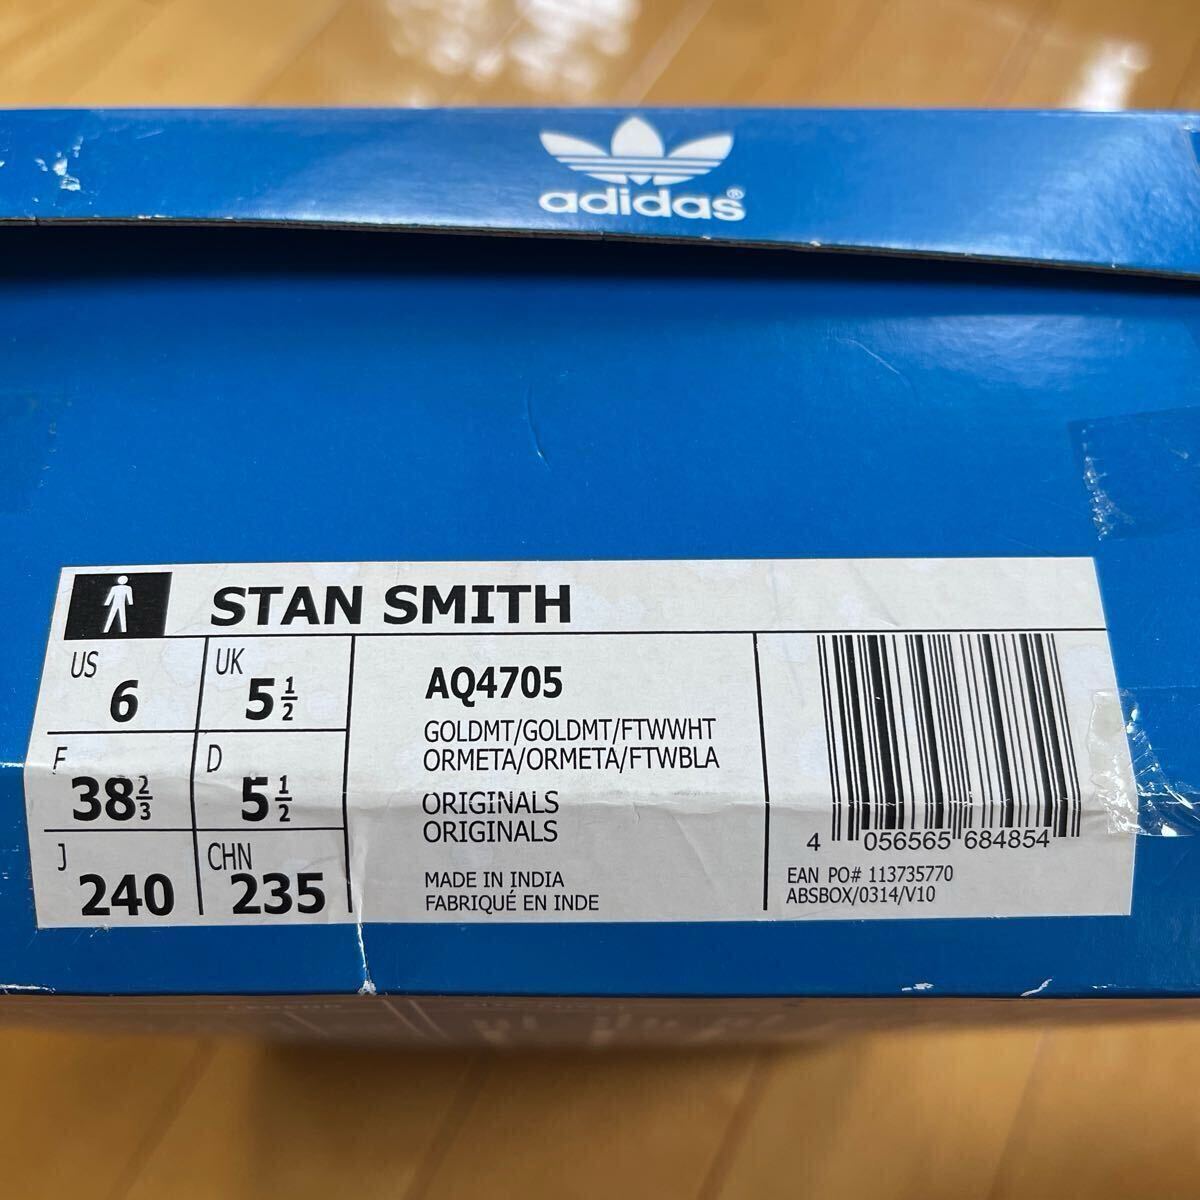 adidas®
STAN SMITH
US 6
UK 5 1/2
F 38 2/3
D 5 1/2
J 240
CHN 235
AQ4705
GOLDMT/GOLDMT/FTWWHT
ORMETA/ORMETA/FTWBLA
ORIGINALS
ORIGINALS
MADE IN INDIA
FABRIQUÉ EN INDE
4 056565 684854
EAN PO# 113735770
ABSBOX/0314/V10